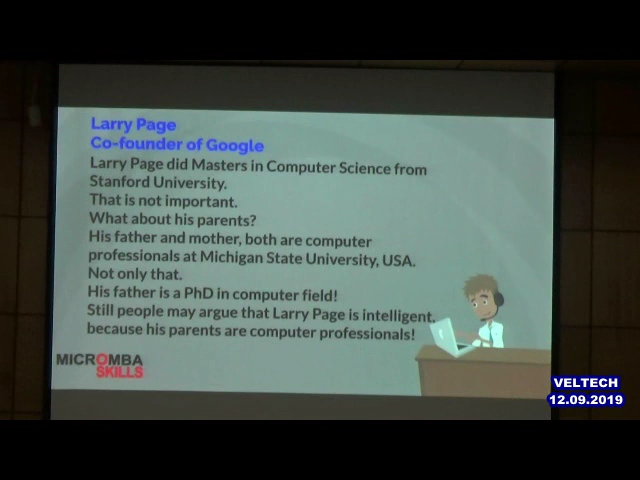 Larry Page
Co-founder of Google
Larry Page did Masters in Computer Science from
Stanford University.
That is not important.
What about his parents?
His father and mother, both are computer
professionals at Michigan State University, USA.
Not only that.
His father is a PhD in computer field!
Still people may argue that Larry Page is intelligent,
because his parents are computer professionals!
MICROMBA
SKILLS
VELTECH
12.09.2019